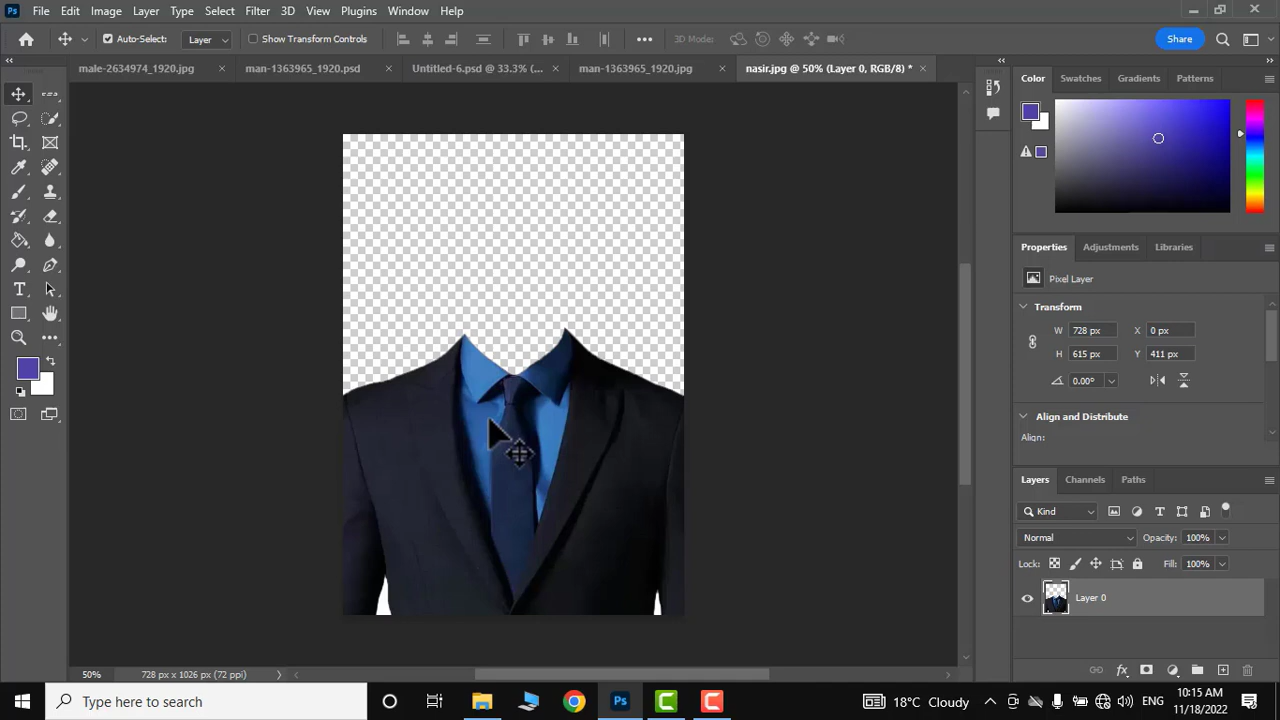 Ps File Edit Image Layer Type Select Filter 3D View Plugins Window Help
Auto-Select: Layer Show Transform Controls 3D Mode: Share
male-2634974_1920.jpg man-1363965_1920.psd Untitled-6.psd @ 33.3% (... man-1363965_1920.jpg nasir.jpg @ 50% (Layer 0, RGB/8) *
Color Swatches Gradients Patterns
Properties Adjustments Libraries
Pixel Layer
Transform
W 728 px X 0 px
H 615 px Y 411 px
0.00°
Align and Distribute
Align:
Layers Channels Paths
Kind
Normal Opacity: 100%
Lock: Fill: 100%
Layer 0
50% 728 px x 1026 px (72 ppi)
Type here to search
Ps
18°C Cloudy
10:15 AM
11/18/2022